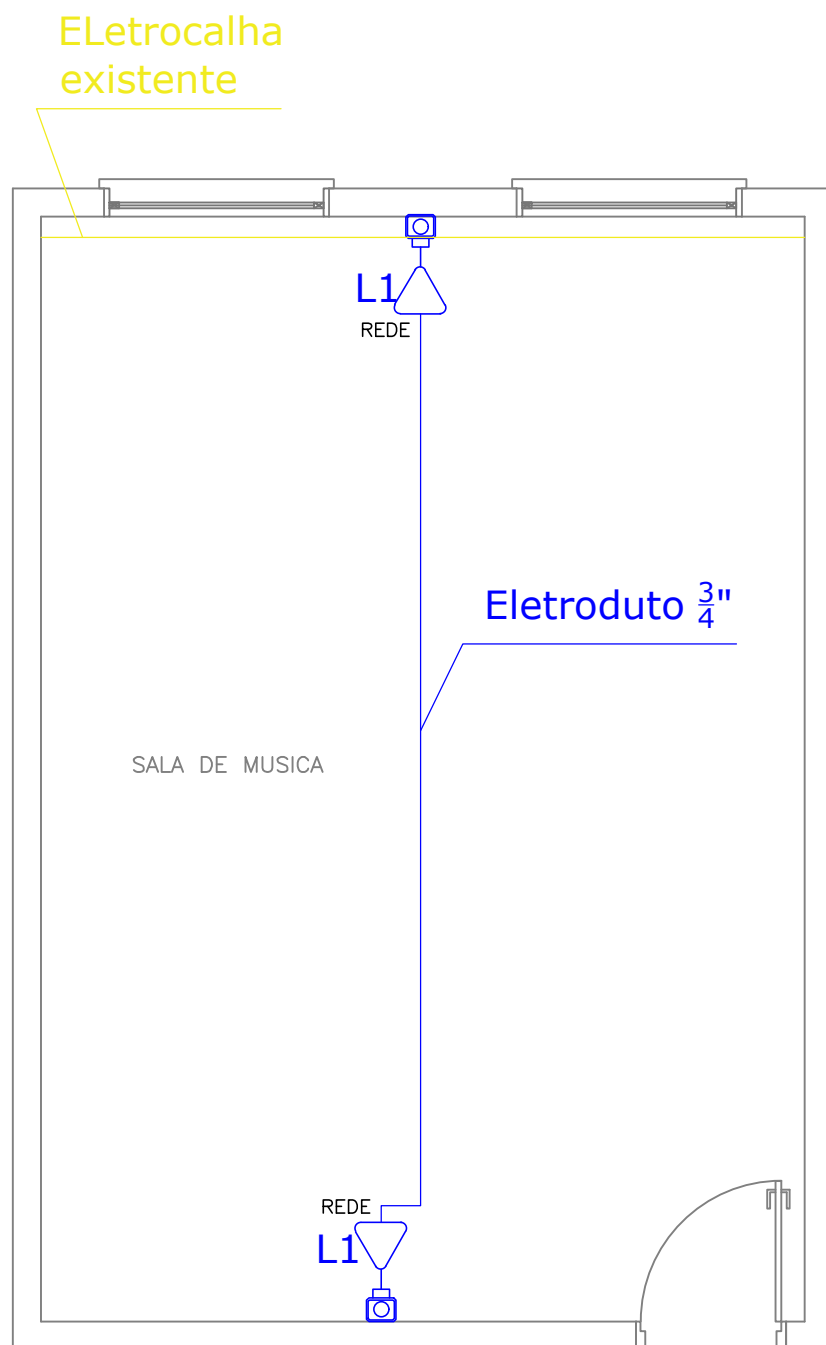 ELetrocalha
existente
L1
REDE
Eletroduto 3/4"
SALA DE MUSICA
REDE
L1